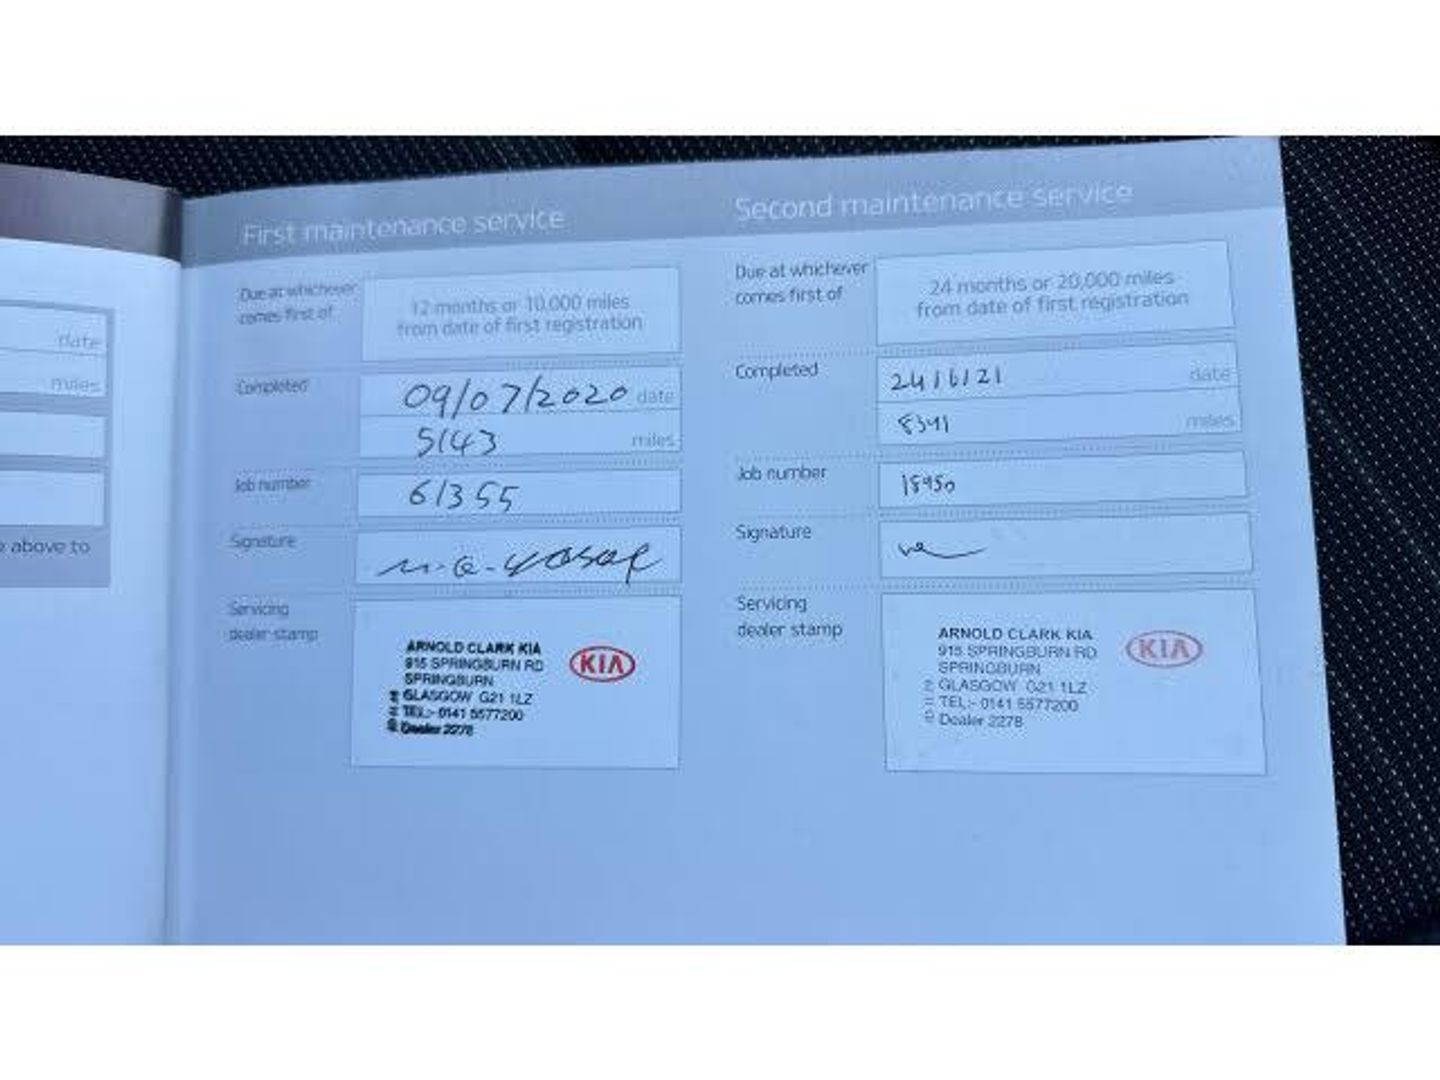 date
miles
e above to
First maintenance service
Due at whichever
comes first of
12 months or 10,000 miles
from date of first registration
Completed
09/07/2020 date
5143 miles
Job number
61355
Signature
Servicing
dealer stamp
ARNOLD CLARK KIA
915 SPRINGBURN RD
SPRINGBURN
GLASGOW G21 1LZ
TEL:- 0141 5577200
Dealer 2278
KIA
Second maintenance service
Due at whichever
comes first of
24 months or 20,000 miles
from date of first registration
Completed
24/6/21 date
8391 miles
Job number
Signature
Servicing
dealer stamp
ARNOLD CLARK KIA
915 SPRINGBURN RD
SPRINGBURN
GLASGOW G21 1LZ
TEL:- 0141 5577200
Dealer 2278
KIA